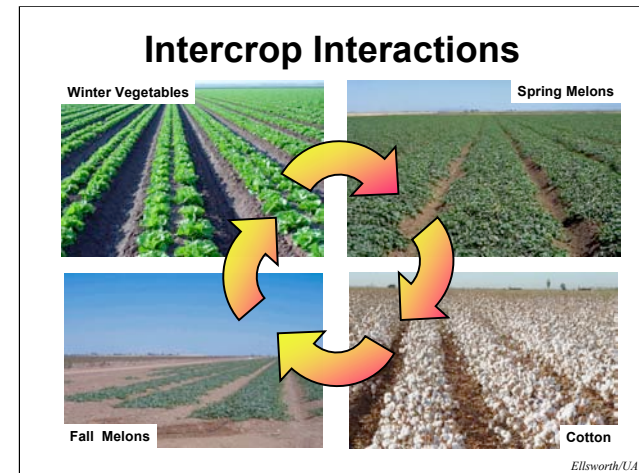 Intercrop Interactions
Winter Vegetables
Spring Melons
Fall Melons
Cotton
Ellsworth/UA